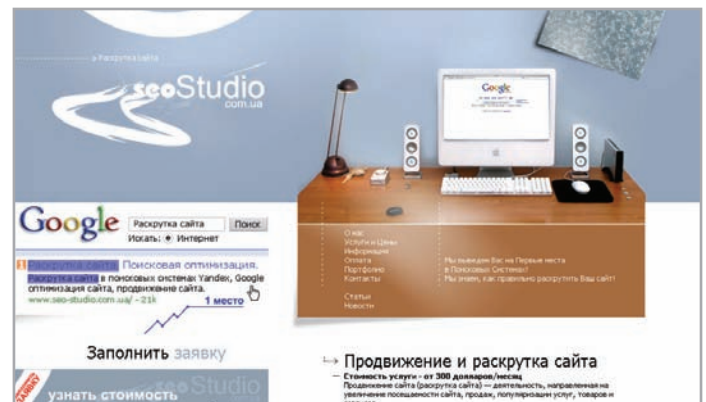 » Раскрутка сайта
seoStudio
com.ua
Google
Google
Раскрутка сайта
Поиск
Искать: Интернет
1 Раскрутка сайта. Поисковая оптимизация.
Раскрутка сайта в поисковых системах Yandex, Google
оптимизация сайта, продвижение сайта.
www.seo-studio.com.ua/ - 21k
1 место
Заполнить заявку
ЗАЯВКУ
узнать стоимость
О нас
Услуги и Цены
Информация
Оплата
Портфолио
Контакты
Статьи
Новости
Мы выведем Вас на Первые места
в Поисковых Системах!
Мы знаем, как правильно раскрутить Ваш сайт!
Продвижение и раскрутка сайта
— Стоимость услуги - от 300 долларов/месяц
Продвижение сайта (раскрутка сайта) — деятельность, направленная на
увеличение посещаемости сайта, продаж, популяризации услуг, товаров и